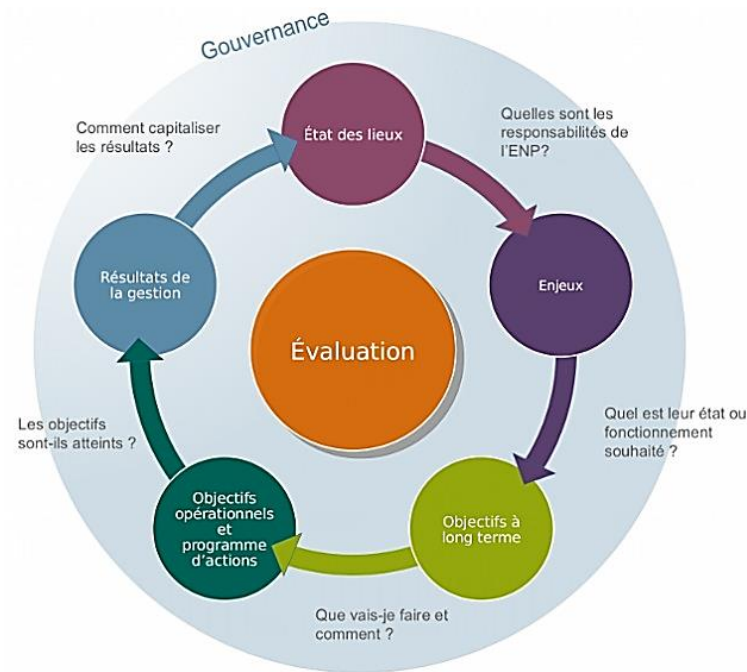 Gouvernance
État des lieux
Quelles sont les
responsabilités de
l'ENP?
Enjeux
Quel est leur état ou
fonctionnement
souhaité ?
Objectifs à
long terme
Que vais-je faire et
comment ?
Objectifs
opérationnels
et
programme
d'actions
Les objectifs
sont-ils atteints ?
Résultats de
la gestion
Comment capitaliser
les résultats ?
Évaluation